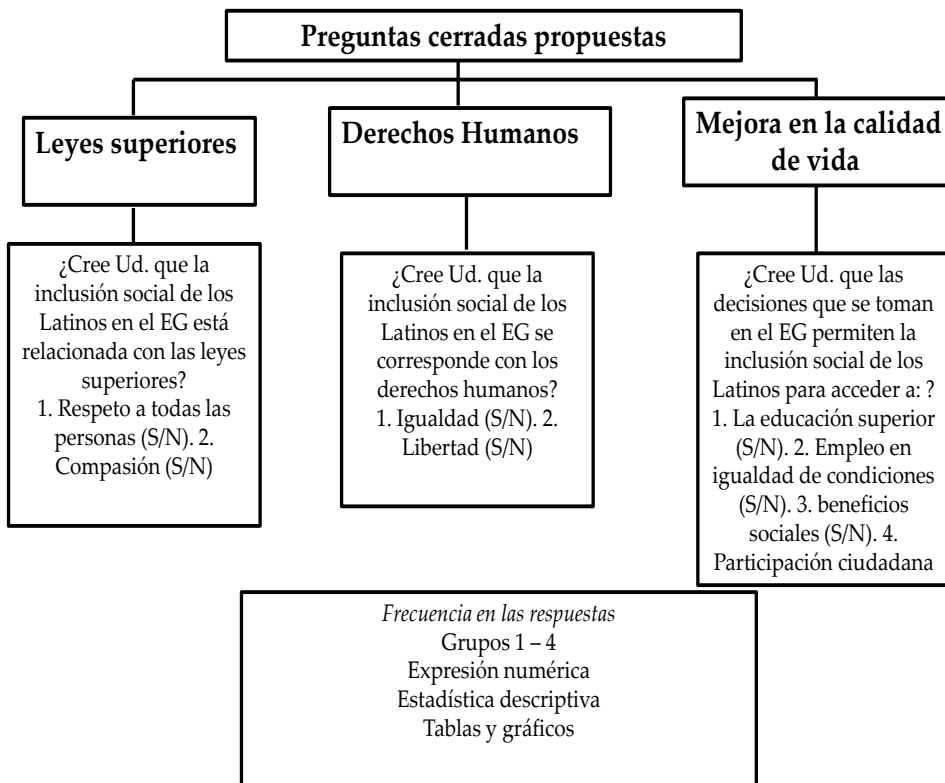 Preguntas cerradas propuestas
Leyes superiores
Derechos Humanos
Mejora en la calidad
de vida
¿Cree Ud. que la
inclusión social de los
Latinos en el EG está
relacionada con las leyes
superiores?
1. Respeto a todas las
personas (S/N). 2.
Compasión (S/N)
¿Cree Ud. que la
inclusión social de los
Latinos en el EG se
corresponde con los
derechos humanos?
1. Igualdad (S/N). 2.
Libertad (S/N)
¿Cree Ud. que las
decisiones que se toman
en el EG permiten la
inclusión social de los
Latinos para acceder a: ?
1. La educación superior
(S/N). 2. Empleo en
igualdad de condiciones
(S/N). 3. beneficios
sociales (S/N). 4.
Participación ciudadana
Frecuencia en las respuestas
Grupos 1 – 4
Expresión numérica
Estadística descriptiva
Tablas y gráficos